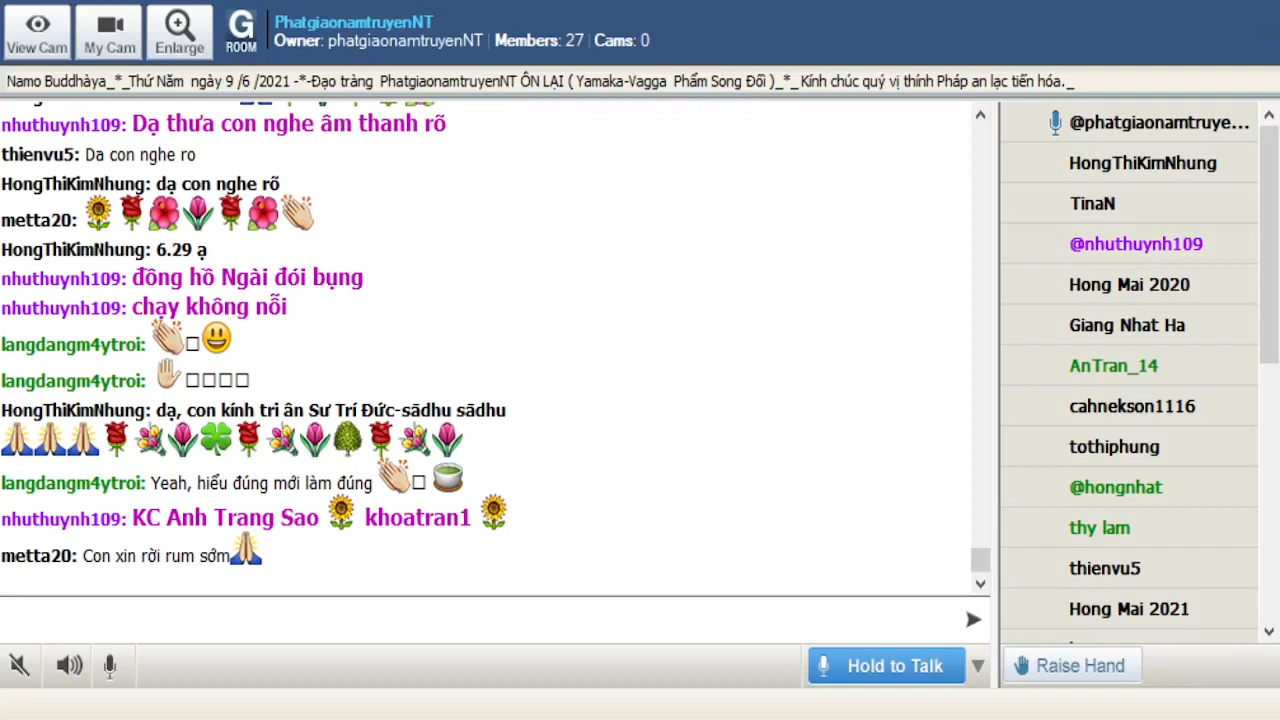 View Cam
My Cam
Enlarge
G
ROOM
PhatgiaonamtruyenNT
Owner: phatgiaonamtruyenNT | Members: 27 | Cams: 0
Namo Buddhàya_*_Thứ Năm ngày 9 /6 /2021 -*-Đạo tràng PhatgiaonamtruyenNT ÔN LẠI ( Yamaka-Vagga Phẩm Song Đối )_*_Kính chúc quý vị thính Pháp an lạc tiến hóa._
nhuthuynh109: Dạ thưa con nghe âm thanh rõ
thienvu5: Da con nghe ro
HongThiKimNhung: dạ con nghe rõ
metta20:
HongThiKimNhung: 6.29 ạ
nhuthuynh109: đồng hồ Ngài đói bụng
nhuthuynh109: chạy không nỗi
langdangm4ytroi:
langdangm4ytroi:
HongThiKimNhung: dạ, con kính tri ân Sư Trí Đức-sādhu sādhu
langdangm4ytroi: Yeah, hiểu đúng mới làm đúng
nhuthuynh109: KC Anh Trang Sao khoatran1
metta20: Con xin rời rum sớm
Hold to Talk
@phatgiaonamtruye...
HongThiKimNhung
TinaN
@nhuthuynh109
Hong Mai 2020
Giang Nhat Ha
AnTran_14
cahnekson1116
tothiphung
@hongnhat
thy lam
thienvu5
Hong Mai 2021
Raise Hand